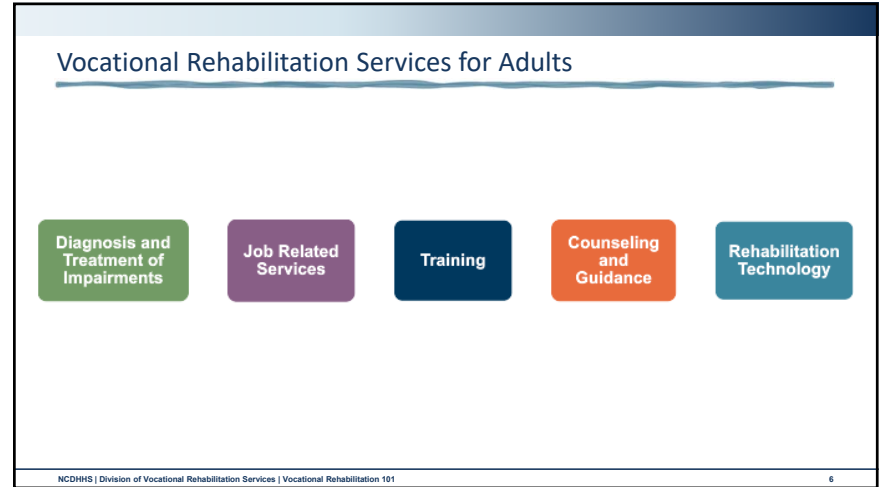 Vocational Rehabilitation Services for Adults
Diagnosis and
Treatment of
Impairments
Job Related
Services
Training
Counseling
and
Guidance
Rehabilitation
Technology
NCDHHS | Division of Vocational Rehabilitation Services | Vocational Rehabilitation 101
6